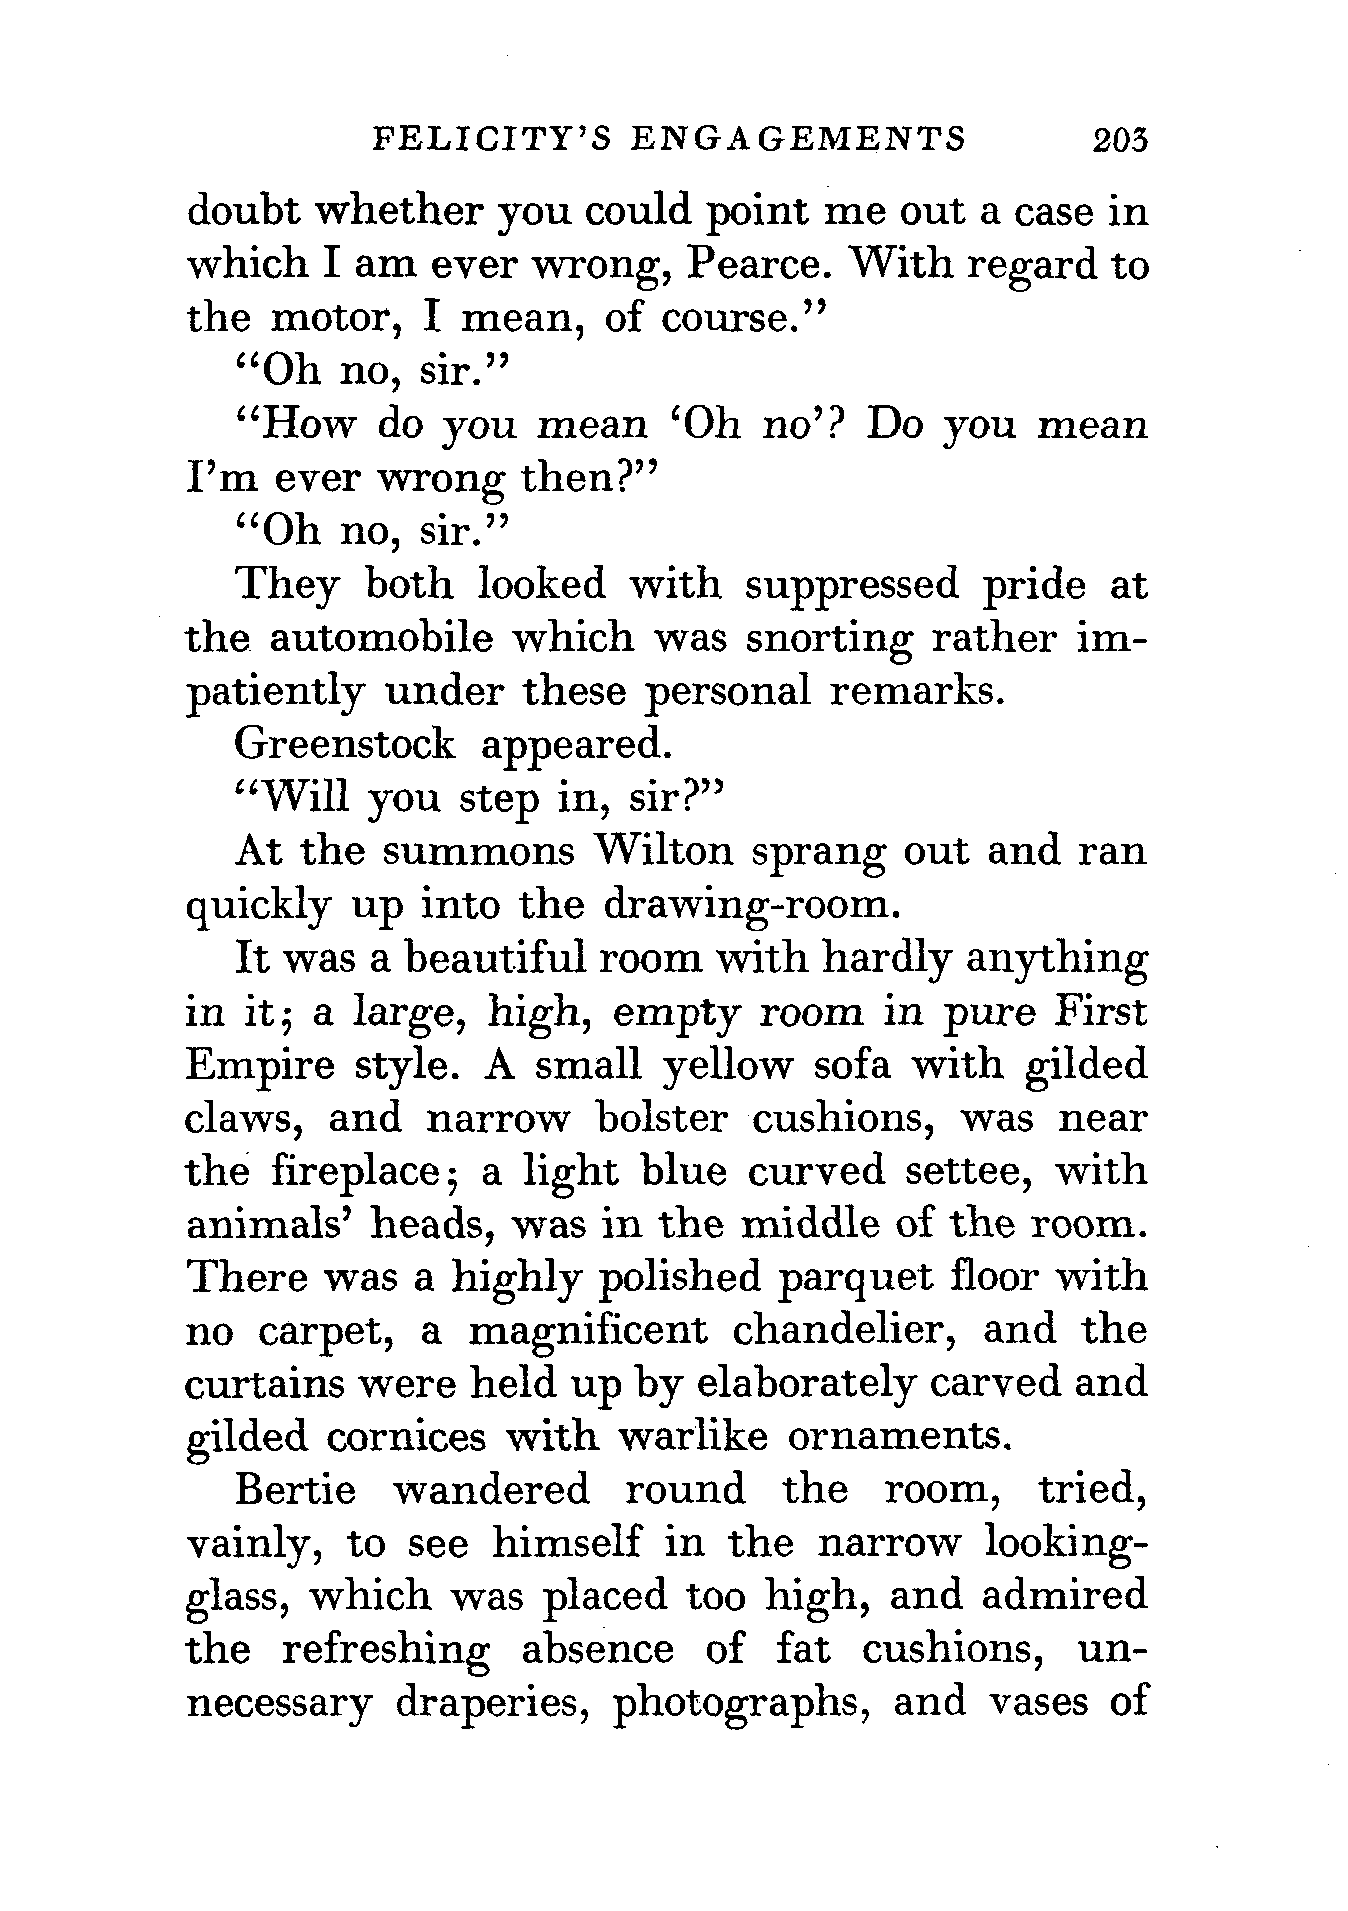 FELICITY'S ENGAGEMENTS 203
doubt whether you could point me out a case in
which I am ever wrong, Pearce. With regard to
the motor, I mean, of course."
"Oh no, sir."
"How do you mean 'Oh no'? Do you mean
I'm ever wrong then?"
"Oh no, sir."
They both looked with suppressed pride at
the automobile which was snorting rather im-
patiently under these personal remarks.
Greenstock appeared.
"Will you step in, sir?"
At the summons Wilton sprang out and ran
quickly up into the drawing-room.
It was a beautiful room with hardly anything
in it; a large, high, empty room in pure First
Empire style. A small yellow sofa with gilded
claws, and narrow bolster cushions, was near
the fireplace; a light blue curved settee, with
animals' heads, was in the middle of the room.
There was a highly polished parquet floor with
no carpet, a magnificent chandelier, and the
curtains were held up by elaborately carved and
gilded cornices with warlike ornaments.
Bertie wandered round the room, tried,
vainly, to see himself in the narrow looking-
glass, which was placed too high, and admired
the refreshing absence of fat cushions, un-
necessary draperies, photographs, and vases of